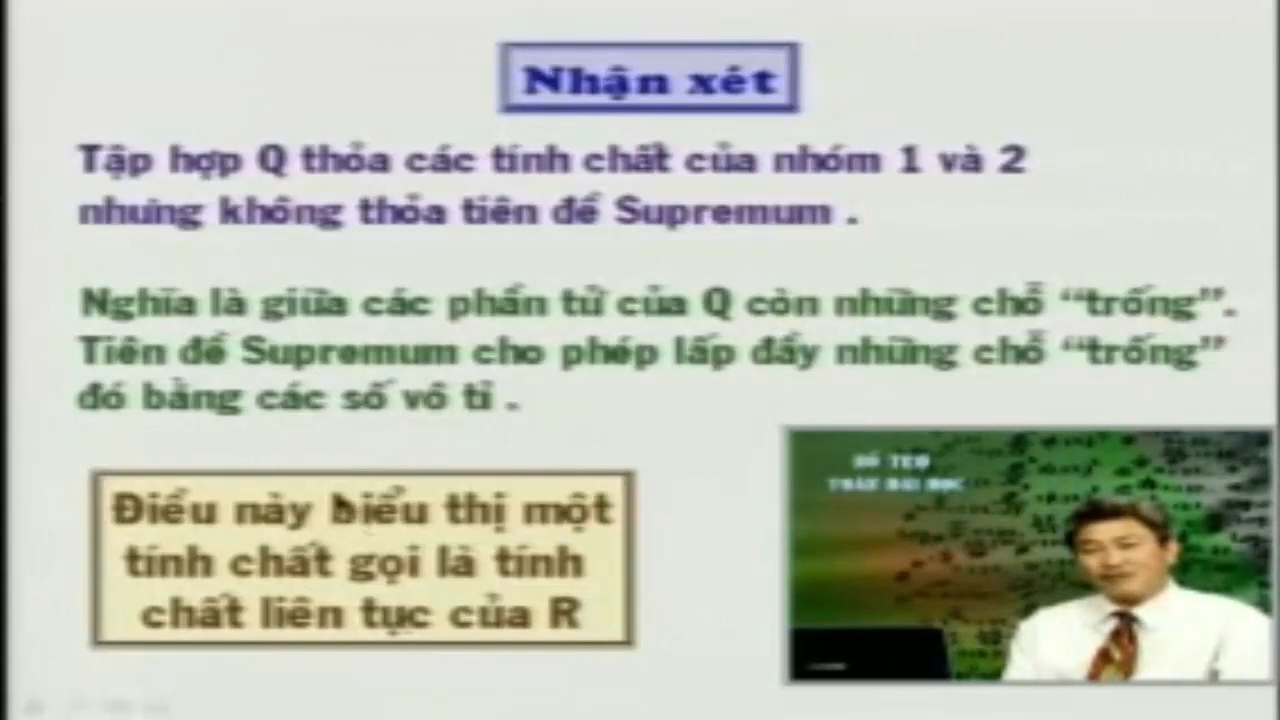 Nhận xét
Tập hợp Q thỏa các tính chất của nhóm 1 và 2
nhưng không thỏa tiên đề Supremum .
Nghĩa là giữa các phần tử của Q còn những chỗ “trống”.
Tiên đề Supremum cho phép lấp đầy những chỗ “trống”
đó bằng các số vô tỉ .
Điều này biểu thị một
tính chất gọi là tính
chất liên tục của R